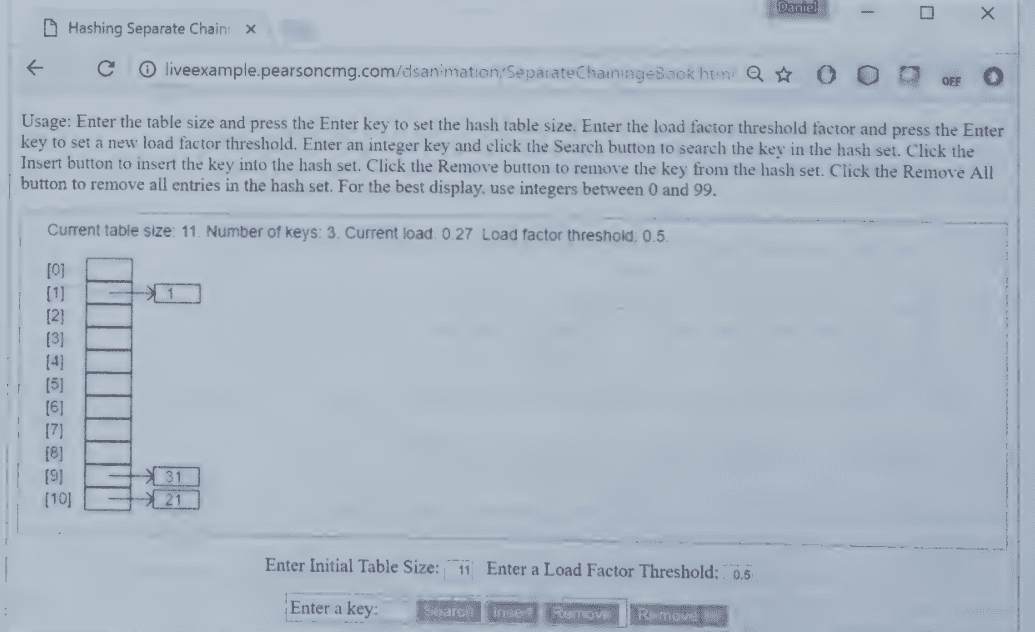 Daniel
Hashing Separate Chain
liveexample.pearsoncmg.com/dsanimation/SeparateChainingeBook.html
OFF
Usage: Enter the table size and press the Enter key to set the hash table size. Enter the load factor threshold factor and press the Enter
key to set a new load factor threshold. Enter an integer key and click the Search button to search the key in the hash set. Click the
Insert button to insert the key into the hash set. Click the Remove button to remove the key from the hash set. Click the Remove All
button to remove all entries in the hash set. For the best display, use integers between 0 and 99.
Current table size: 11. Number of keys: 3. Current load. 0.27 Load factor threshold. 0.5.
[0]
[1] 1
[2]
[3]
[4]
[5]
[6]
[7]
[8]
[9] 31
[10] 21
Enter Initial Table Size: 11 Enter a Load Factor Threshold: 0.5
Enter a key: Search Insert Remove Remove